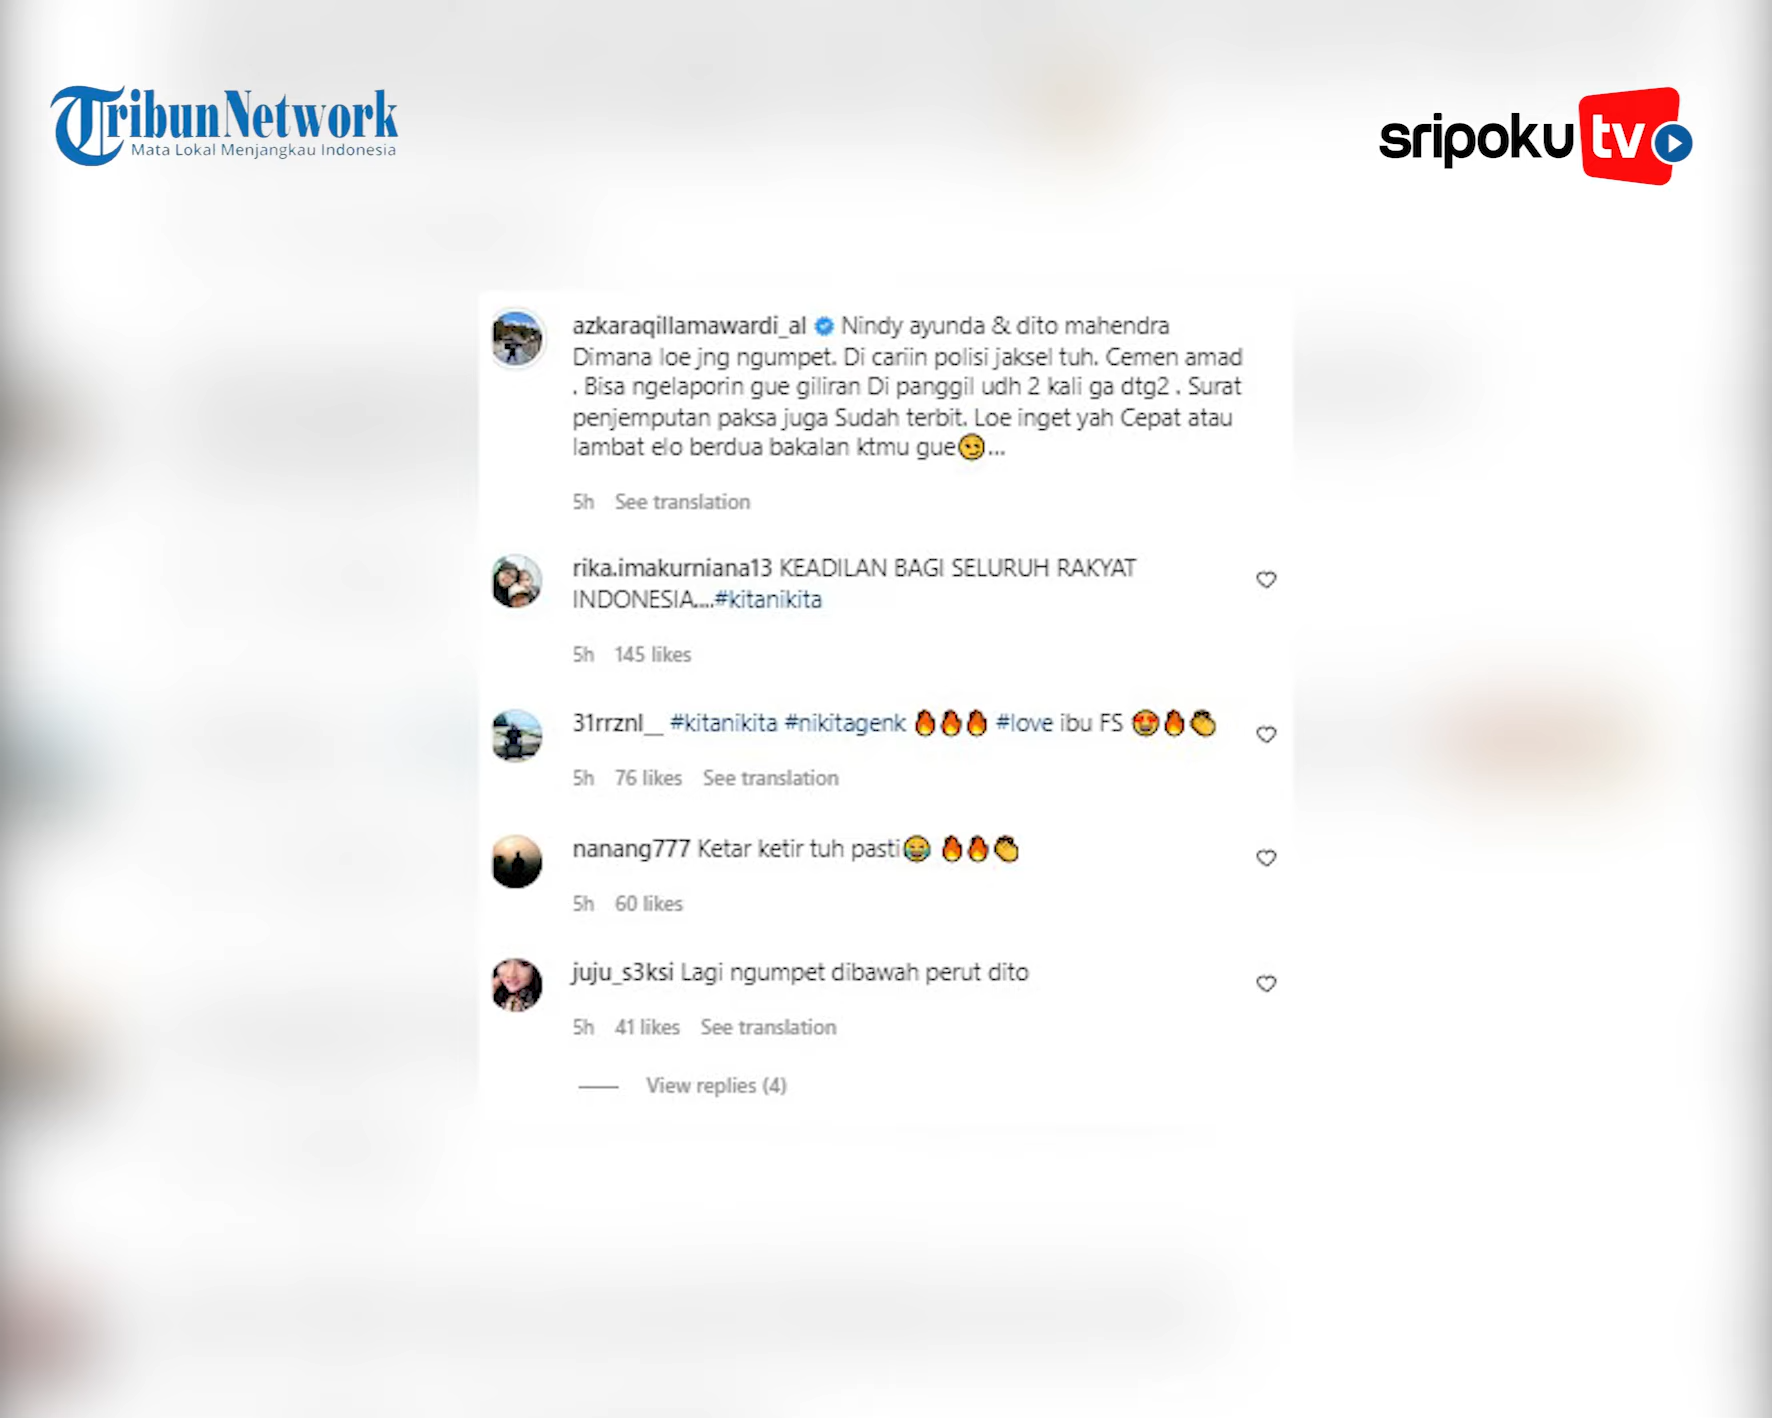 TribunNetwork
Mata Lokal Menjangkau Indonesia
sripoku tv
azkaraqillamawardi_al Nindy ayunda & dito mahendra
Dimana loe jng ngumpet. Di cariin polisi jaksel tuh. Cemen amad
. Bisa ngelaporin gue giliran Di panggil udh 2 kali ga dtg2 . Surat
penjemputan paksa juga Sudah terbit. Loe inget yah Cepat atau
lambat elo berdua bakalan ktmu gue😏...
5h See translation
rika.imakurniana13 KEADILAN BAGI SELURUH RAKYAT
INDONESIA....#kitanikita
5h 145 likes
31rrznl__ #kitanikita #nikitagenk 🔥🔥🔥 #love ibu FS 😍🔥👏
5h 76 likes See translation
nanang777 Ketar ketir tuh pasti😂 🔥🔥👏
5h 60 likes
juju_s3ksi Lagi ngumpet dibawah perut dito
5h 41 likes See translation
View replies (4)